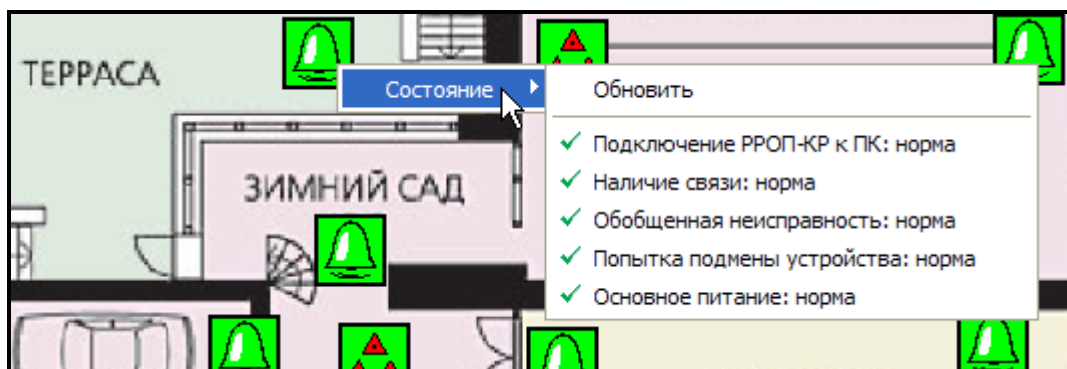 ТЕРРАСА
Состояние
Обновить
Подключение РРОП-КР к ПК: норма
Наличие связи: норма
ЗИМНИЙ САД
Обобщенная неисправность: норма
Попытка подмены устройства: норма
Основное питание: норма